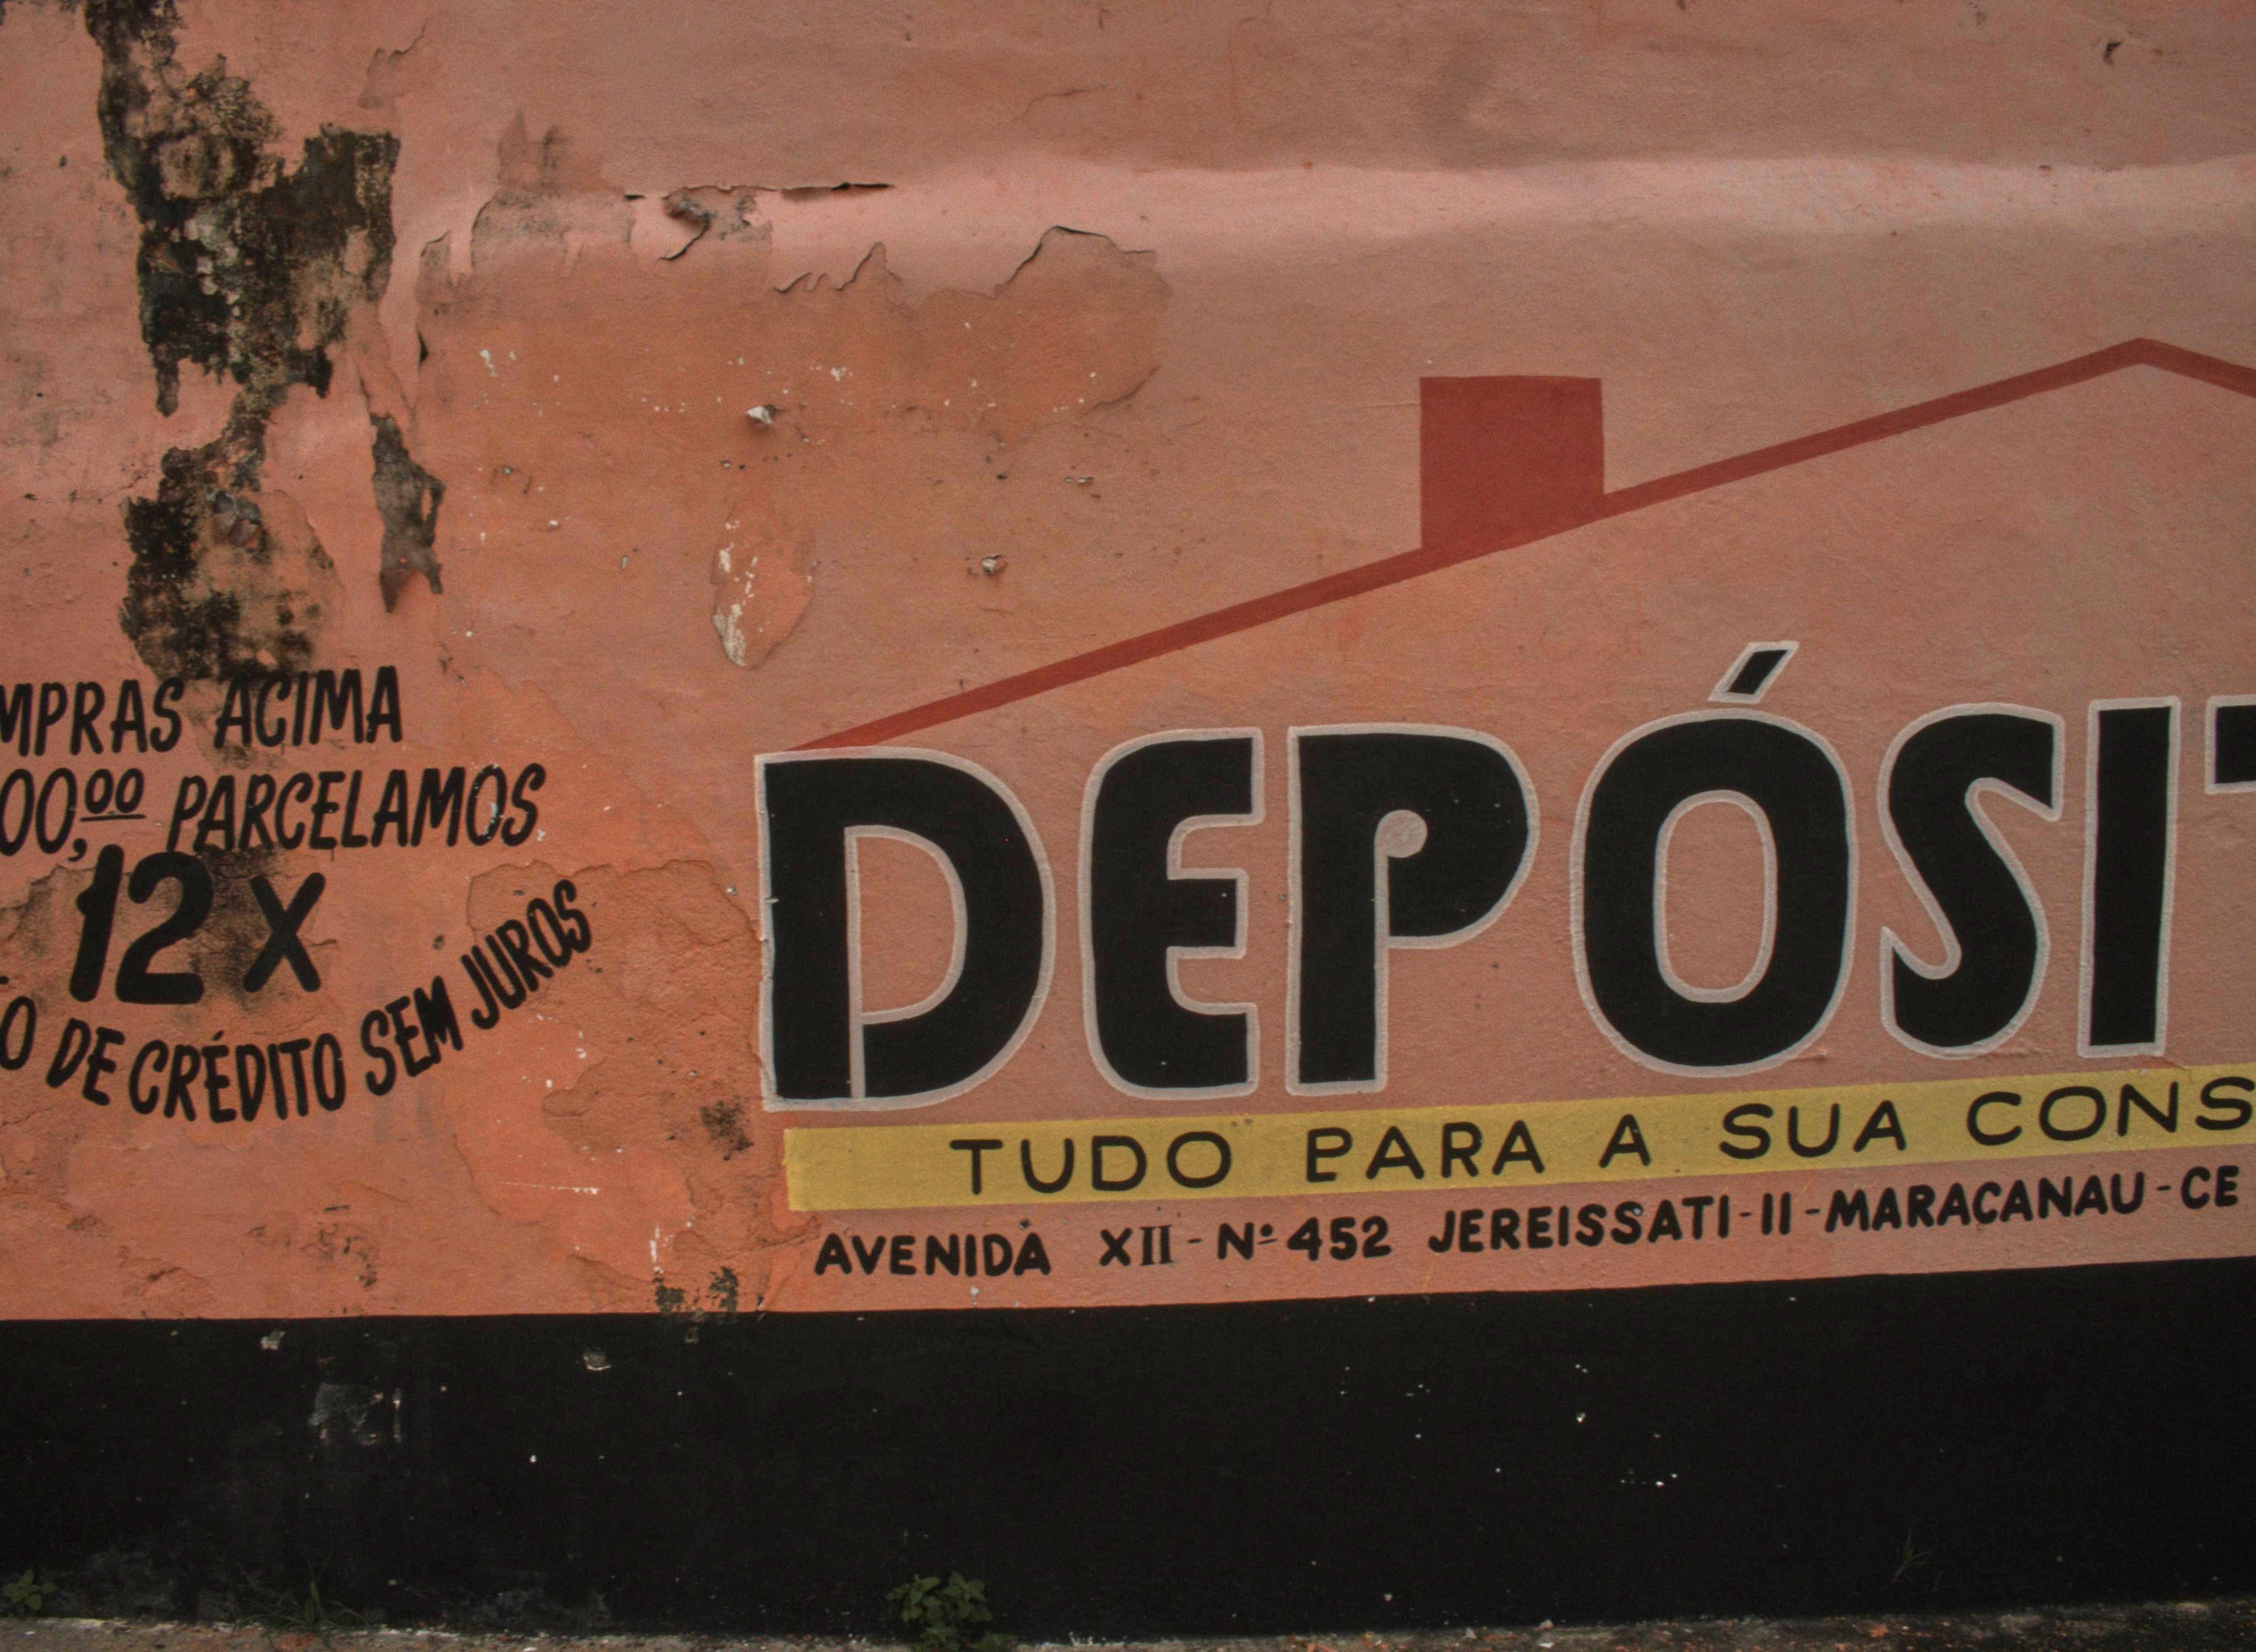 MPRAS ACIMA
00,00 PARCELAMOS
12 X
O DE CRÉDITO SEM JUROS
DEPÓSIT
TUDO PARA A SUA CONS
AVENIDA XII - Nº 452 JEREISSATI - II - MARACANAU - CE